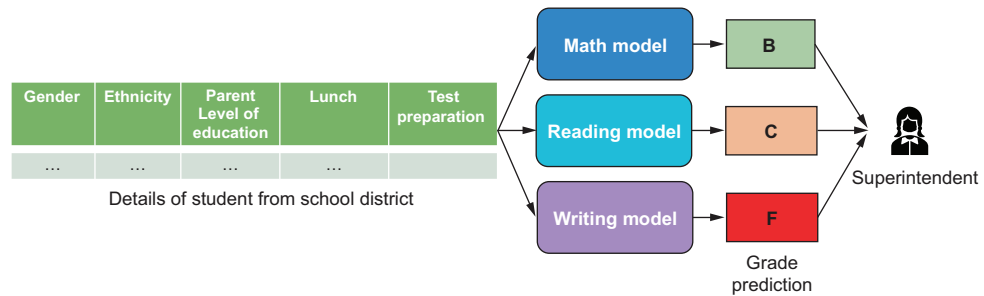 Gender
Ethnicity
Parent
Level of
education
Lunch
Test
preparation
…
…
…
…
Details of student from school district
Math model
Reading model
Writing model
B
C
F
Grade
prediction
Superintendent